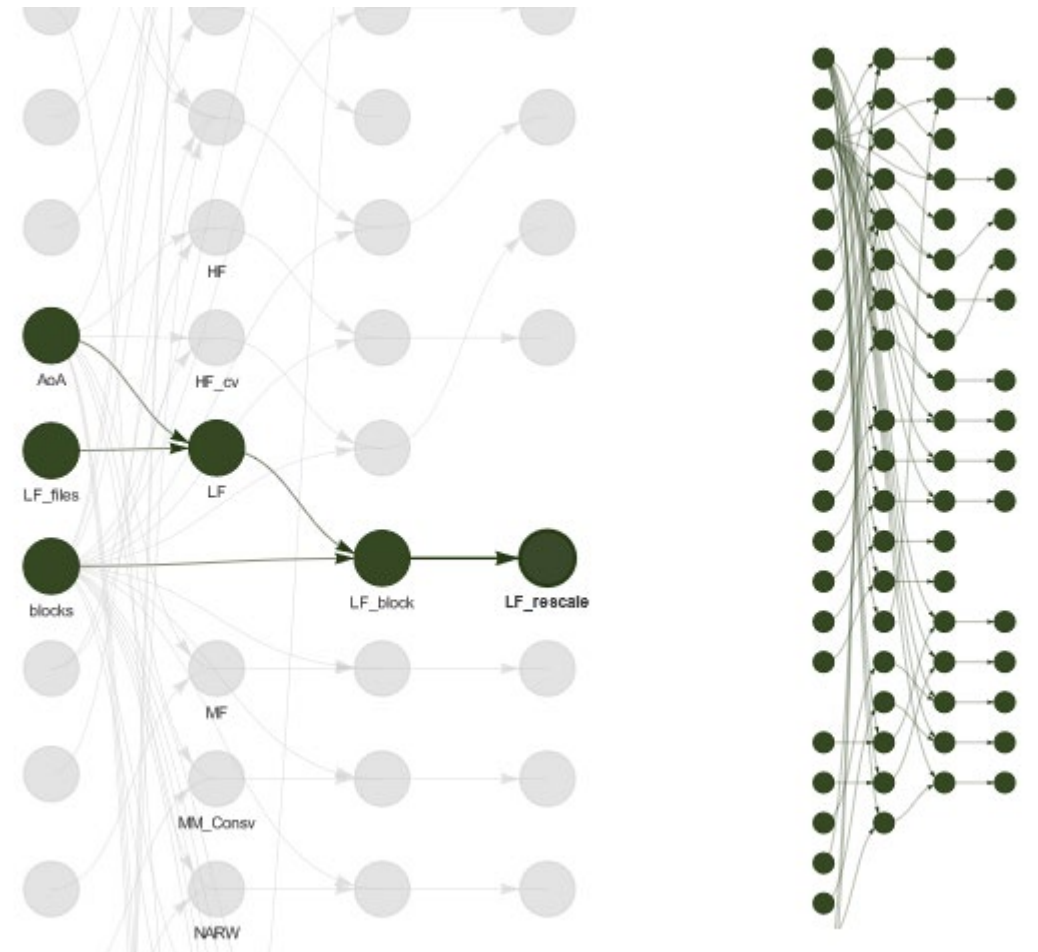 HF
AoA
HF_cv
LF_files
LF
blocks
LF_block
LF_rescale
MF
MM_Consv
NARW